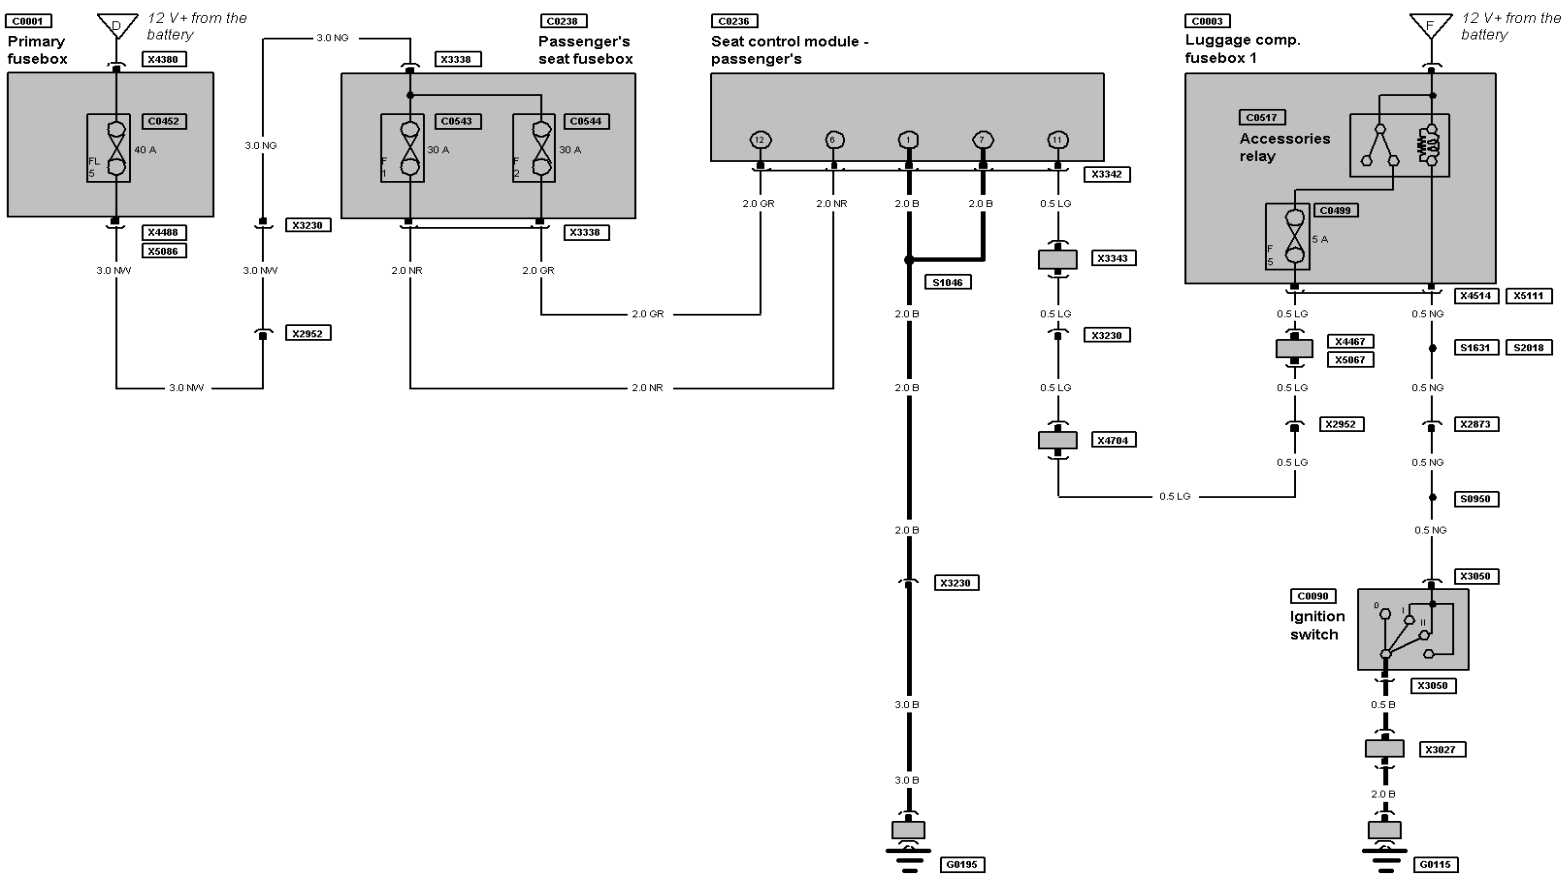 C0001
Primary
fusebox
D
12 V+ from the
battery
X4380
C0452
FL
5
40 A
X4488
X5086
3.0 NW
3.0 NW
3.0 NG
3.0 NG
X3230
3.0 NW
X2952
C0238
Passenger's
seat fusebox
X3338
C0543
F
1
30 A
C0544
F
2
30 A
X3338
2.0 NR
2.0 GR
2.0 GR
2.0 NR
C0236
Seat control module -
passenger's
12
6
1
7
11
X3342
2.0 GR
2.0 NR
2.0 B
2.0 B
0.5 LG
S1046
X3343
2.0 B
0.5 LG
X3230
2.0 B
0.5 LG
X4704
0.5 LG
2.0 B
X3230
3.0 B
3.0 B
G0195
C0003
Luggage comp.
fusebox 1
F
12 V+ from the
battery
C0517
Accessories
relay
C0499
F
5
5 A
X4514
X5111
0.5 LG
0.5 NG
X4467
X5067
S1631
S2018
0.5 LG
0.5 NG
X2952
X2873
0.5 LG
0.5 NG
S0950
0.5 NG
X3050
C0090
Ignition
switch
0
I
II
X3050
0.5 B
X3027
2.0 B
G0115